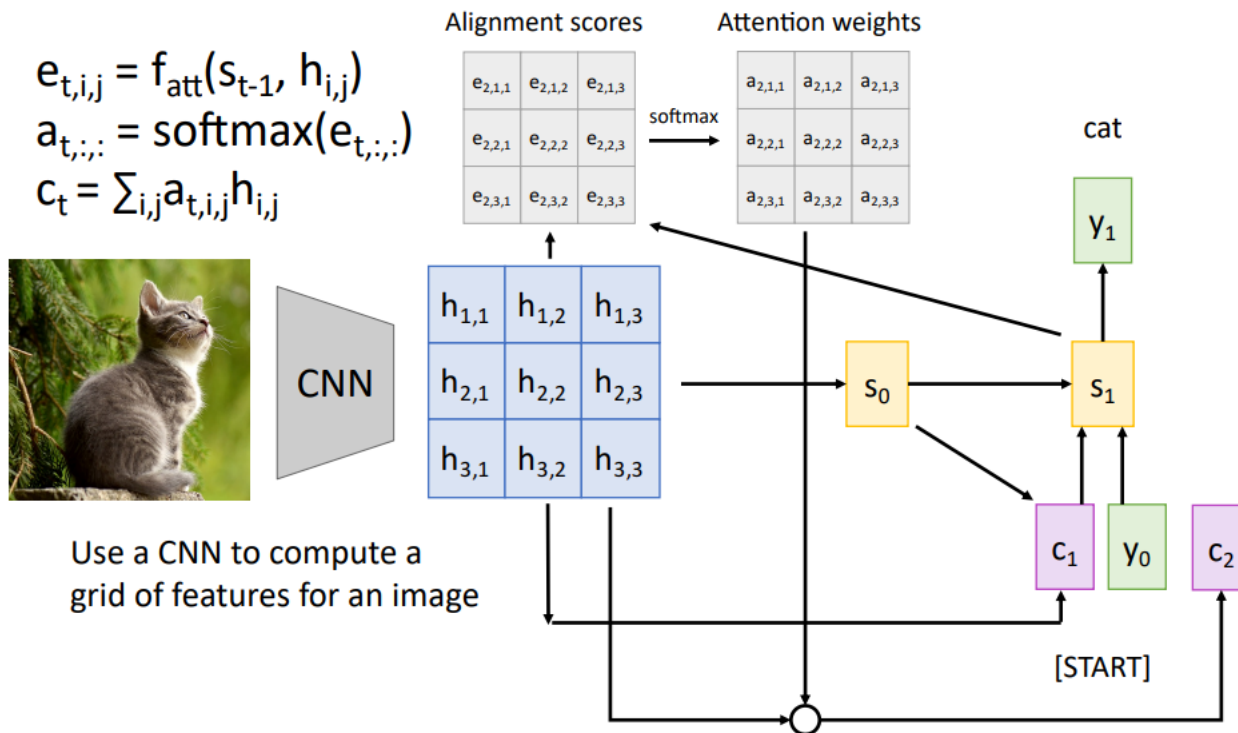 Alignment scores
Attention weights
e_{t,i,j} = f_{att}(s_{t-1}, h_{i,j})
a_{t,:,:} = softmax(e_{t,:,:})
c_t = ∑_{i,j}a_{t,i,j}h_{i,j}
e_{2,1,1} e_{2,1,2} e_{2,1,3}
e_{2,2,1} e_{2,2,2} e_{2,2,3}
e_{2,3,1} e_{2,3,2} e_{2,3,3}
softmax
a_{2,1,1} a_{2,1,2} a_{2,1,3}
a_{2,2,1} a_{2,2,2} a_{2,2,3}
a_{2,3,1} a_{2,3,2} a_{2,3,3}
cat
y_1
CNN
h_{1,1} h_{1,2} h_{1,3}
h_{2,1} h_{2,2} h_{2,3}
h_{3,1} h_{3,2} h_{3,3}
s_0
s_1
c_1
y_0
c_2
Use a CNN to compute a
grid of features for an image
[START]